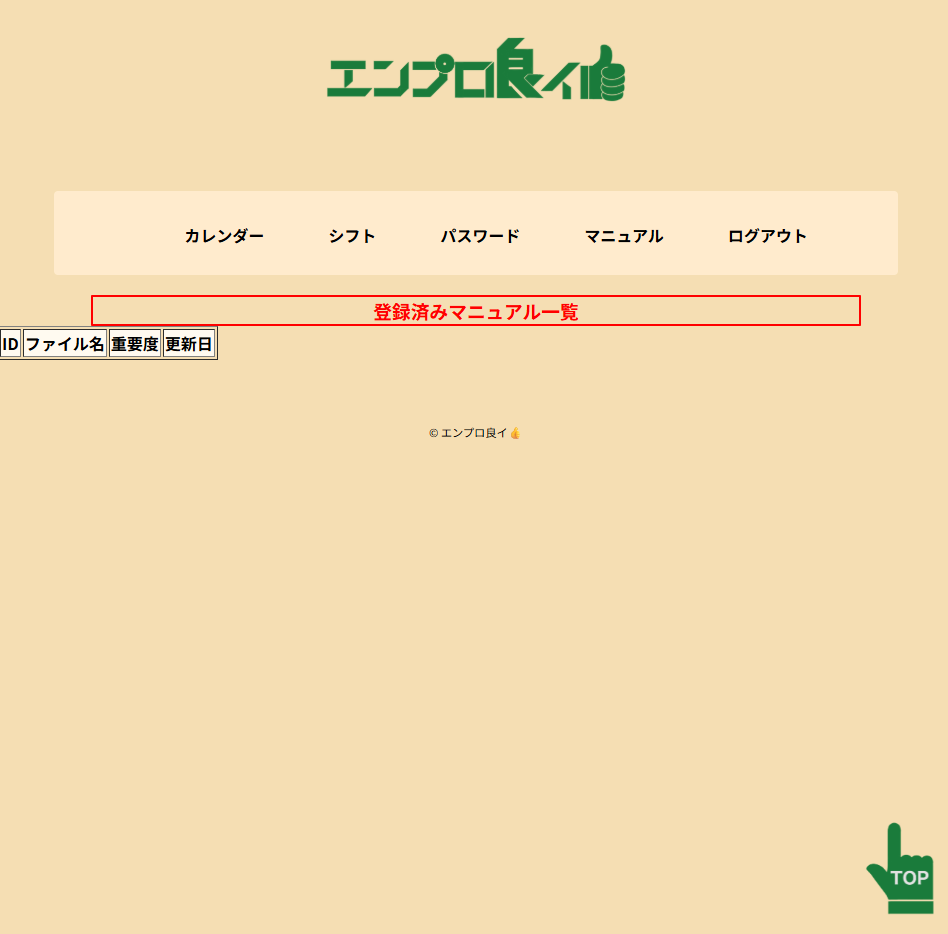 エンプロ良イ
カレンダー シフト パスワード マニュアル ログアウト
登録済みマニュアル一覧
ID ファイル名 重要度 更新日
© エンプロ良イ👍
TOP